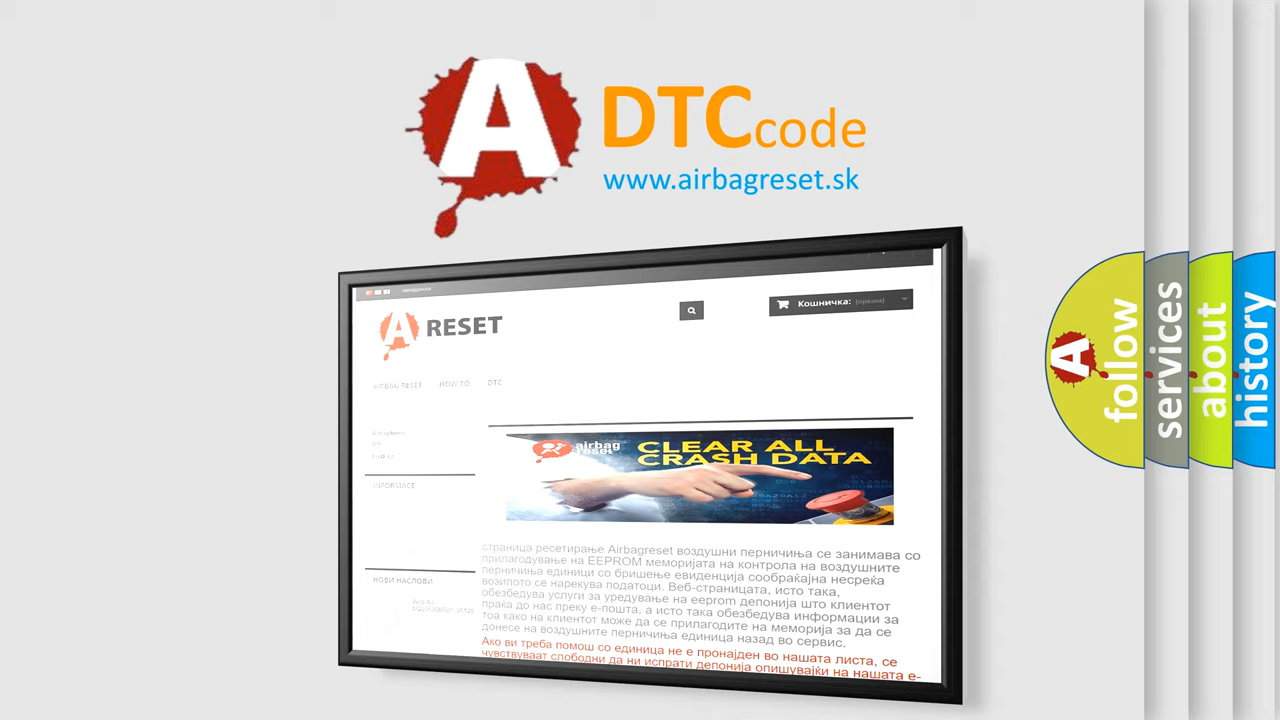 A
DTCcode
www.airbagreset.sk
Кошничка: (празна)
A RESET
AIRBAG RESET HOW TO DTC
airbag
reset
CLEAR ALL
CRASH DATA
INFORMACE
НОВИ НАСЛОВИ
страница ресетирање Airbagreset воздушни перничиња се занимава со
прилагодување на EEPROM меморијата на контрола на воздушните
перничиња единици со бришење евиденција сообраќајна несреќа
возилото се нарекува податоци. Веб-страницата, исто така,
обезбедува услуги за уредување на eeprom депонија што клиентот
праќа до нас преку е-пошта, а исто така обезбедува информации за
тоа како на клиентот може да се прилагодите на меморија за да се
донесе на воздушните перничиња единица назад во сервис.
Ако ви треба помош со единица не е пронајден во нашата листа, се
чувствуваат слободни да ни испрати депонија опишувајќи на нашата е-
A
follow
services
about
history